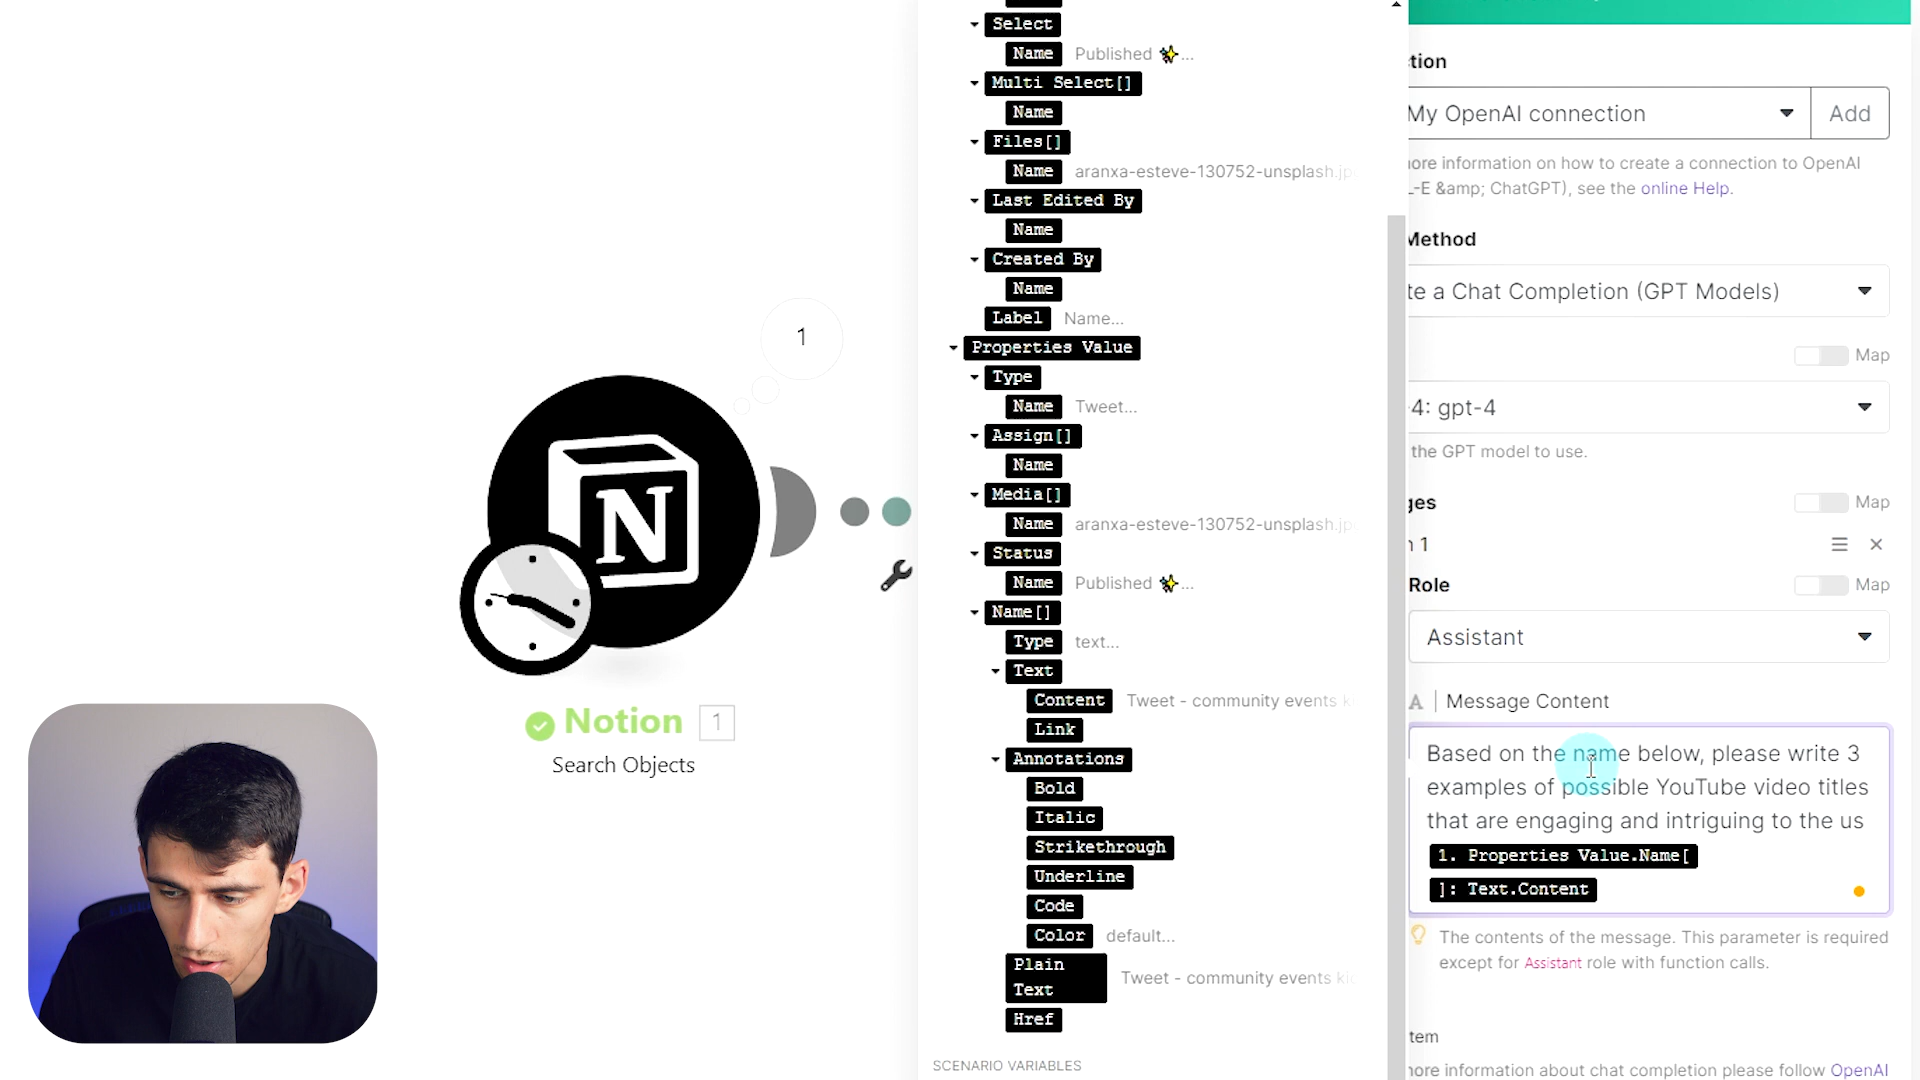 Select
Name Published ✨...
Multi Select[]
Name
Files[]
Name aranxa-esteve-130752-unsplash.jp
Last Edited By
Name
Created By
Name
Label Name...
Properties Value
Type
Name Tweet...
Assign[]
Name
Media[]
Name aranxa-esteve-130752-unsplash.jp
Status
Name Published ✨...
Name[]
Type text...
Text
Content Tweet - community events k
Link
Annotations
Bold
Italic
Strikethrough
Underline
Code
Color default...
Plain
Text Tweet - community events ki
Href
SCENARIO VARIABLES
1
N
Notion 1
Search Objects
tion
My OpenAI connection Add
ore information on how to create a connection to OpenAI
L-E &amp; ChatGPT), see the online Help.
Method
te a Chat Completion (GPT Models)
Map
4: gpt-4
the GPT model to use.
ges Map
1
Role Map
Assistant
A | Message Content
Based on the name below, please write 3
examples of possible YouTube video titles
that are engaging and intriguing to the us
1. Properties Value.Name[
]: Text.Content
The contents of the message. This parameter is required
except for Assistant role with function calls.
tem
ore information about chat completion please follow OpenAI